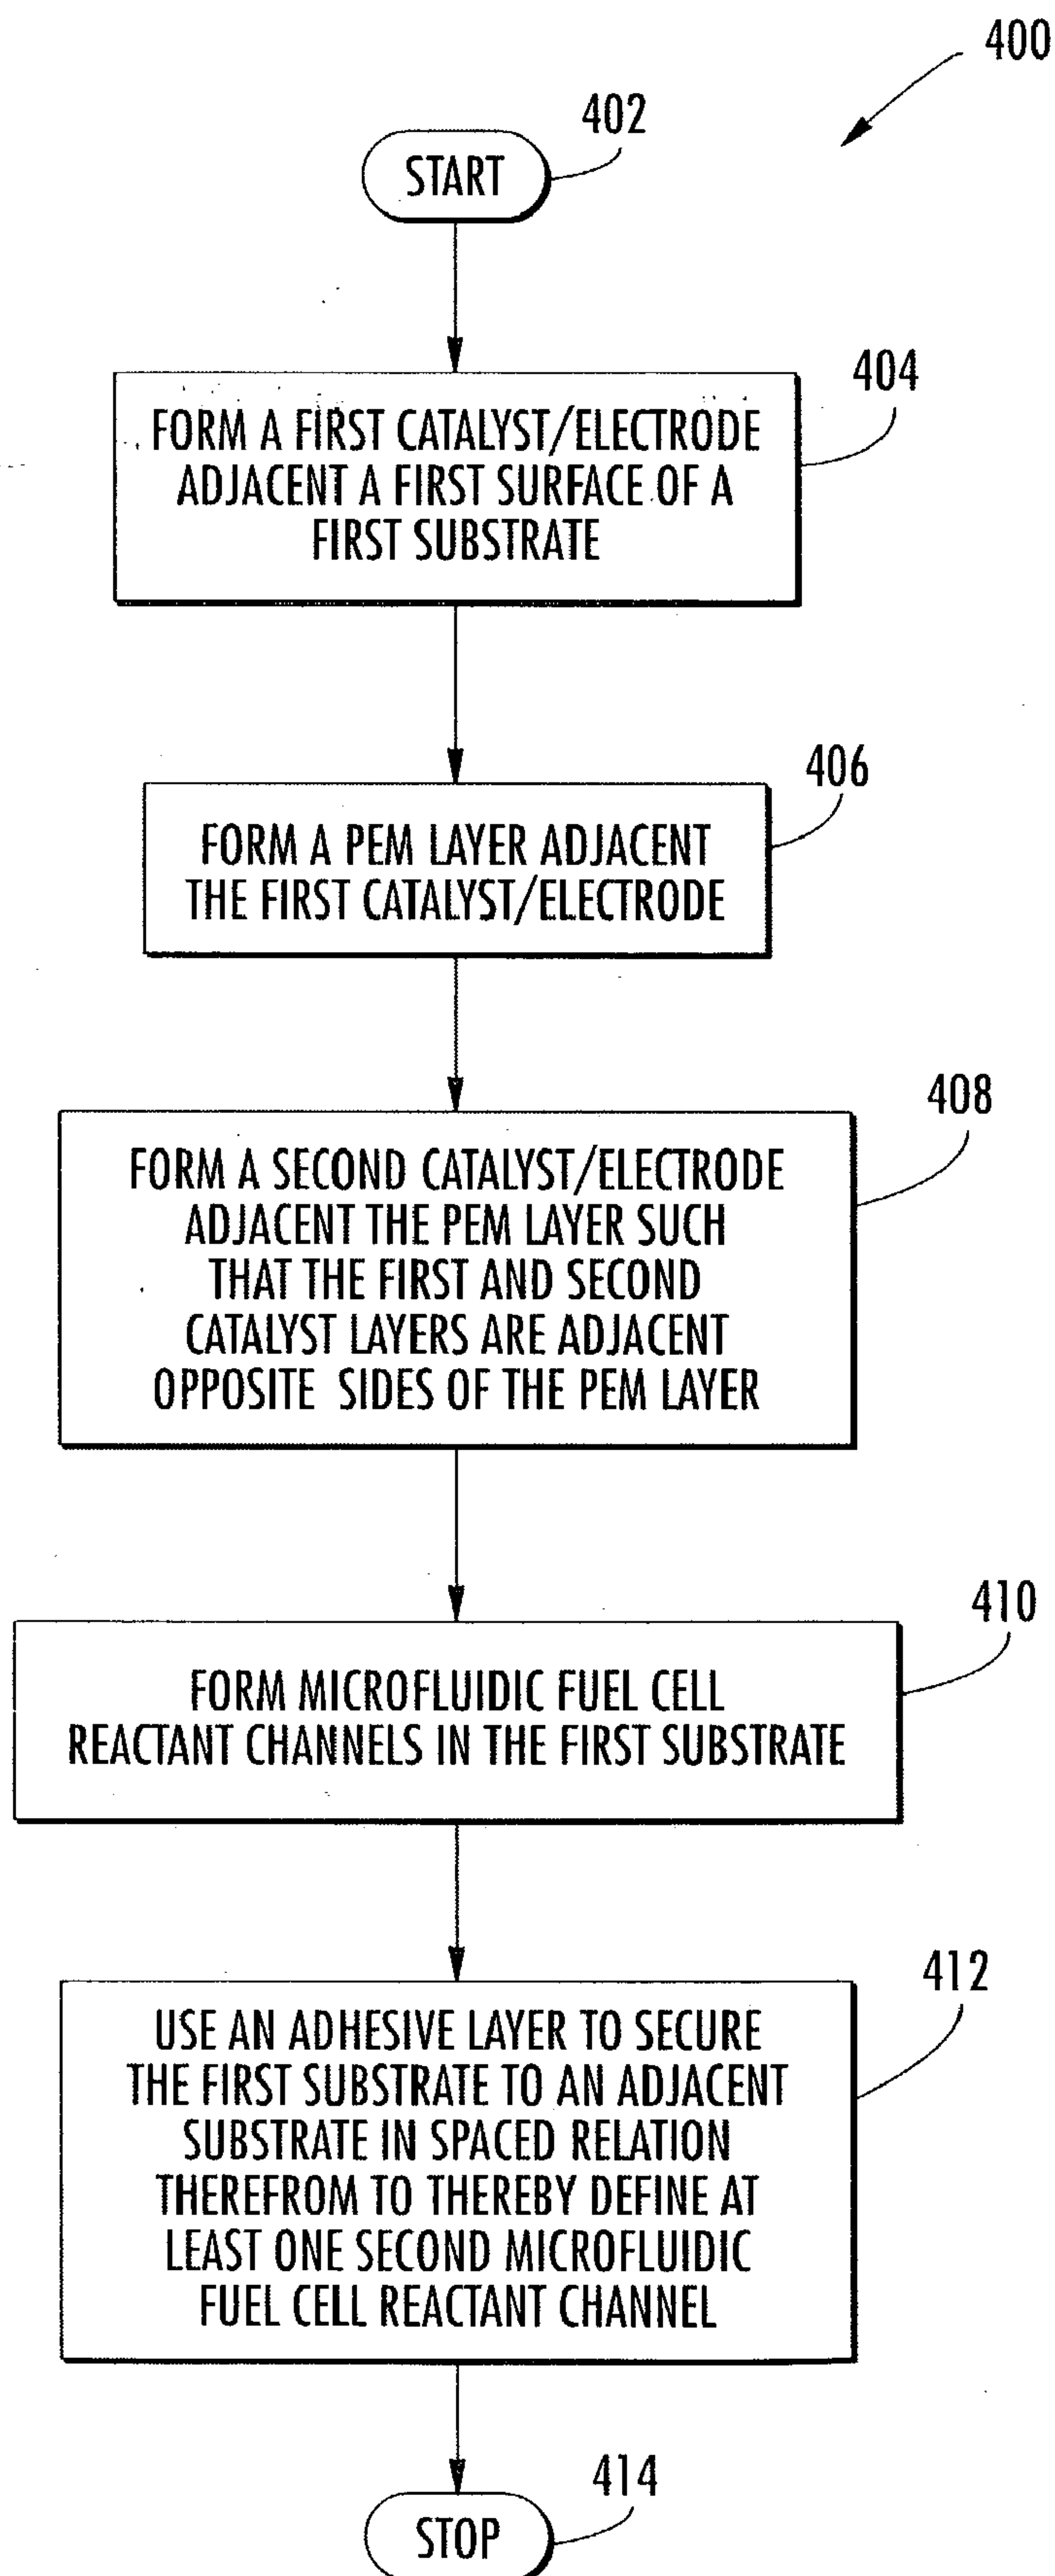 400
402
START
404
FORM A FIRST CATALYST/ELECTRODE
ADJACENT A FIRST SURFACE OF A
FIRST SUBSTRATE
406
FORM A PEM LAYER ADJACENT
THE FIRST CATALYST/ELECTRODE
408
FORM A SECOND CATALYST/ELECTRODE
ADJACENT THE PEM LAYER SUCH
THAT THE FIRST AND SECOND
CATALYST LAYERS ARE ADJACENT
OPPOSITE SIDES OF THE PEM LAYER
410
FORM MICROFLUIDIC FUEL CELL
REACTANT CHANNELS IN THE FIRST SUBSTRATE
412
USE AN ADHESIVE LAYER TO SECURE
THE FIRST SUBSTRATE TO AN ADJACENT
SUBSTRATE IN SPACED RELATION
THEREFROM TO THEREBY DEFINE AT
LEAST ONE SECOND MICROFLUIDIC
FUEL CELL REACTANT CHANNEL
414
STOP